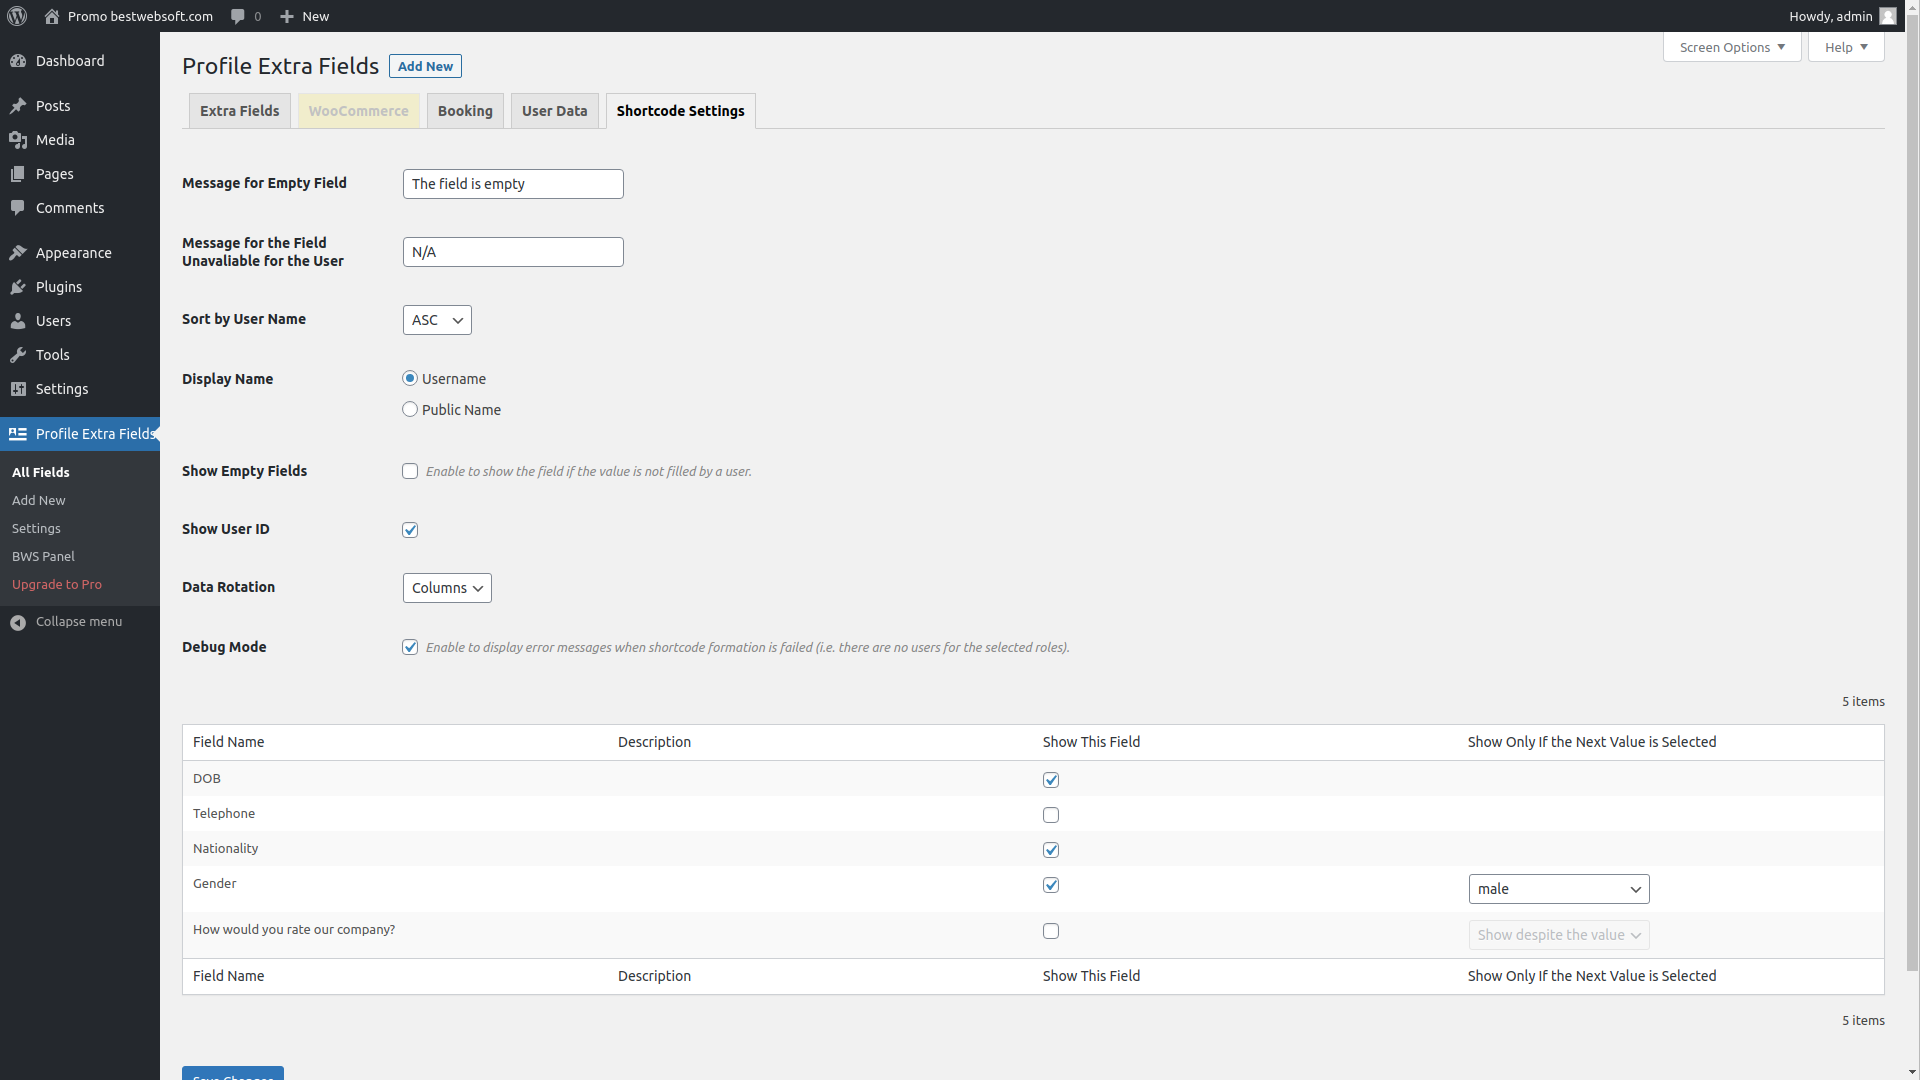 Promo bestwebsoft.com 0 New Howdy, admin
Dashboard
Posts
Media
Pages
Comments
Appearance
Plugins
Users
Tools
Settings
Profile Extra Fields
All Fields
Add New
Settings
BWS Panel
Upgrade to Pro
Collapse menu
Screen Options Help
Profile Extra Fields Add New
Extra Fields WooCommerce Booking User Data Shortcode Settings
Message for Empty Field The field is empty
Message for the Field
Unavaliable for the User N/A
Sort by User Name ASC
Display Name Username
Public Name
Show Empty Fields Enable to show the field if the value is not filled by a user.
Show User ID
Data Rotation Columns
Debug Mode Enable to display error messages when shortcode formation is failed (i.e. there are no users for the selected roles).
5 items
Field Name Description Show This Field Show Only If the Next Value is Selected
DOB
Telephone
Nationality
Gender male
How would you rate our company? Show despite the value
Field Name Description Show This Field Show Only If the Next Value is Selected
5 items
Save Changes